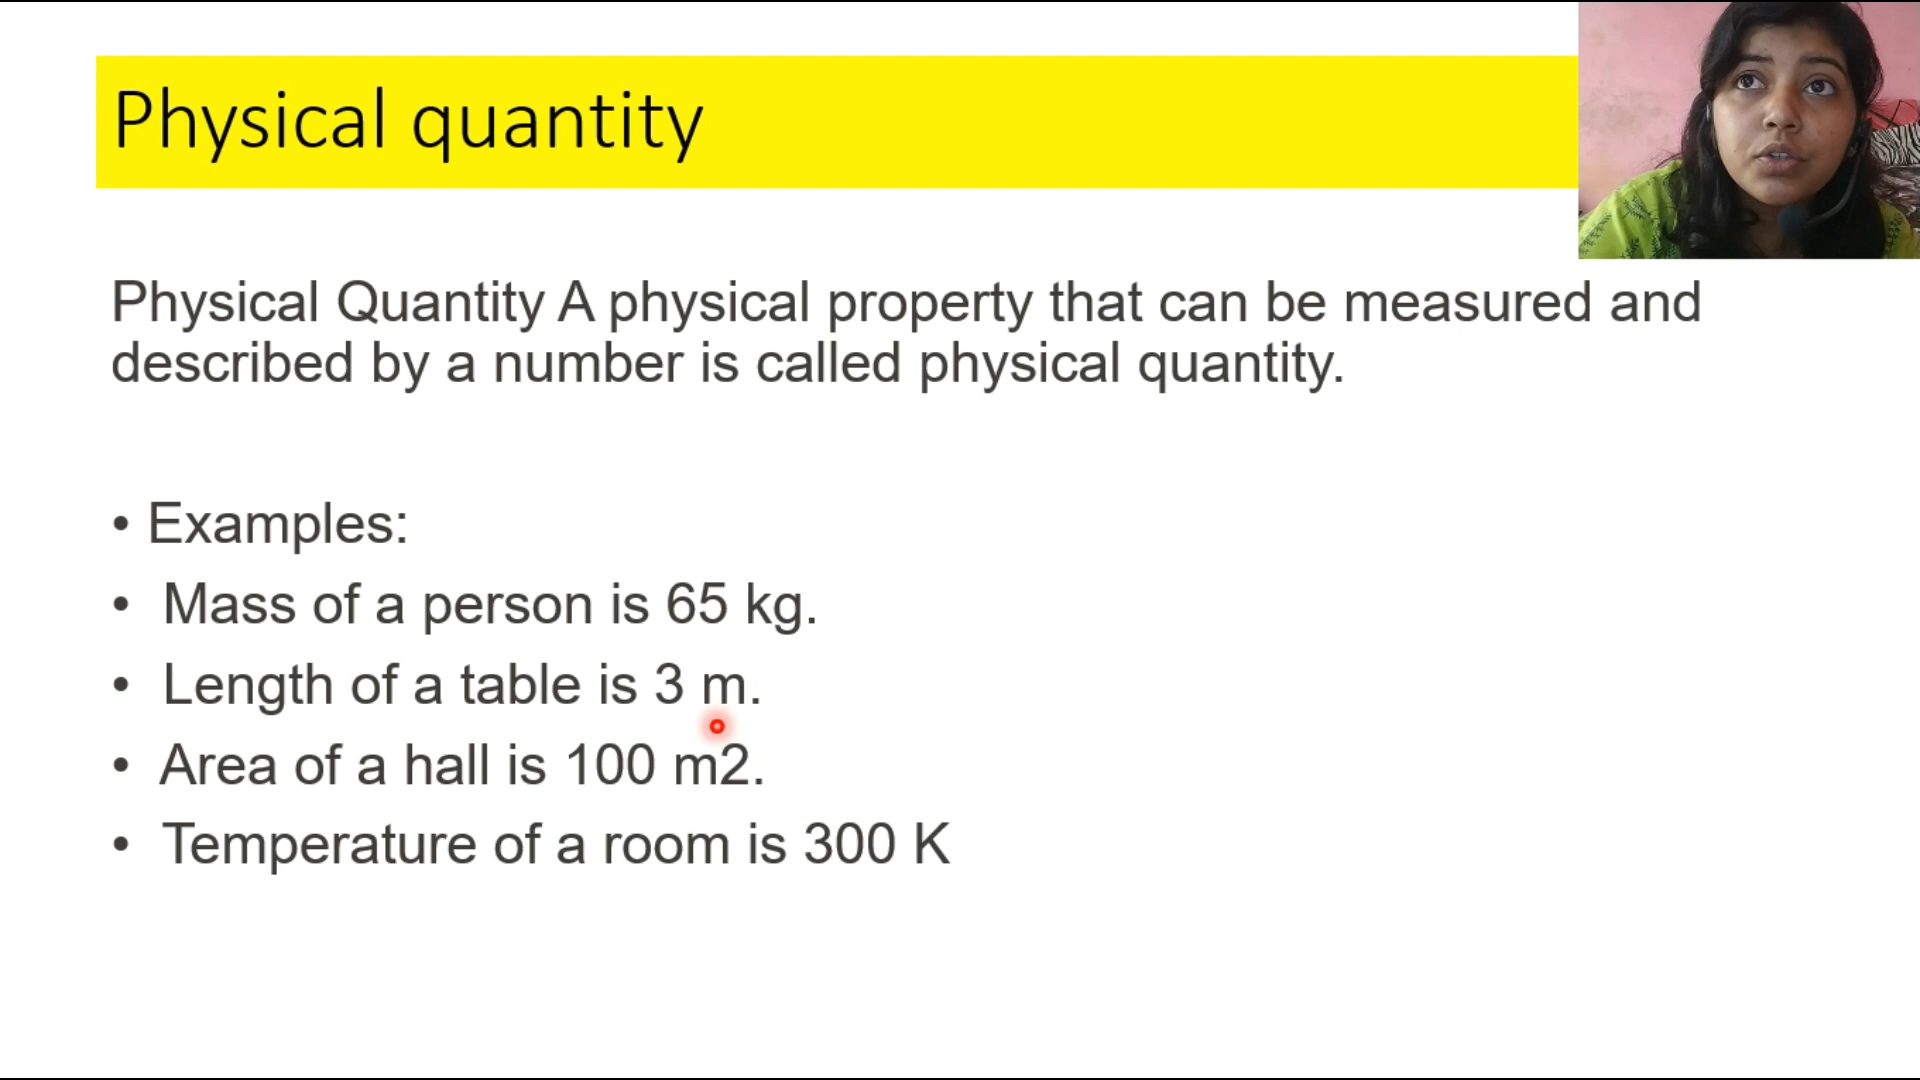 Physical quantity
Physical Quantity A physical property that can be measured and
described by a number is called physical quantity.
• Examples:
• Mass of a person is 65 kg.
• Length of a table is 3 m.
• Area of a hall is 100 m2.
• Temperature of a room is 300 K